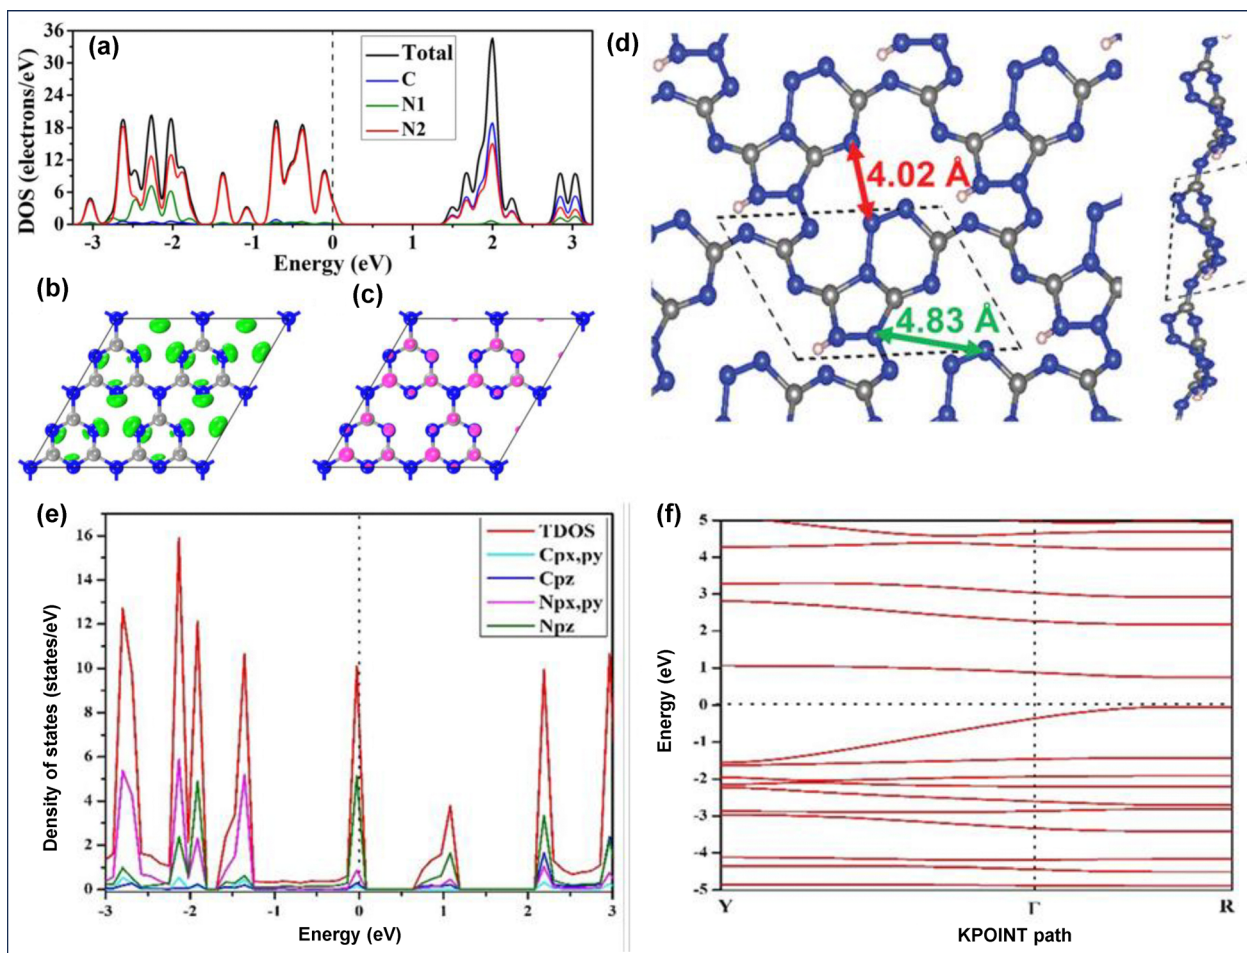 (a)
DOS (electrons/eV)
36
30
24
18
12
6
0
Total
C
N1
N2
-3 -2 -1 0 1 2 3
Energy (eV)
(b)
(c)
(d)
4.02 Å
4.83 Å
(e)
Density of states (states/eV)
16
14
12
10
8
6
4
2
0
TDOS
Cpx,py
Cpz
Npx,py
Npz
-3 -2 -1 0 1 2 3
Energy (eV)
(f)
Energy (eV)
5
4
3
2
1
0
-1
-2
-3
-4
-5
Y Γ R
KPOINT path